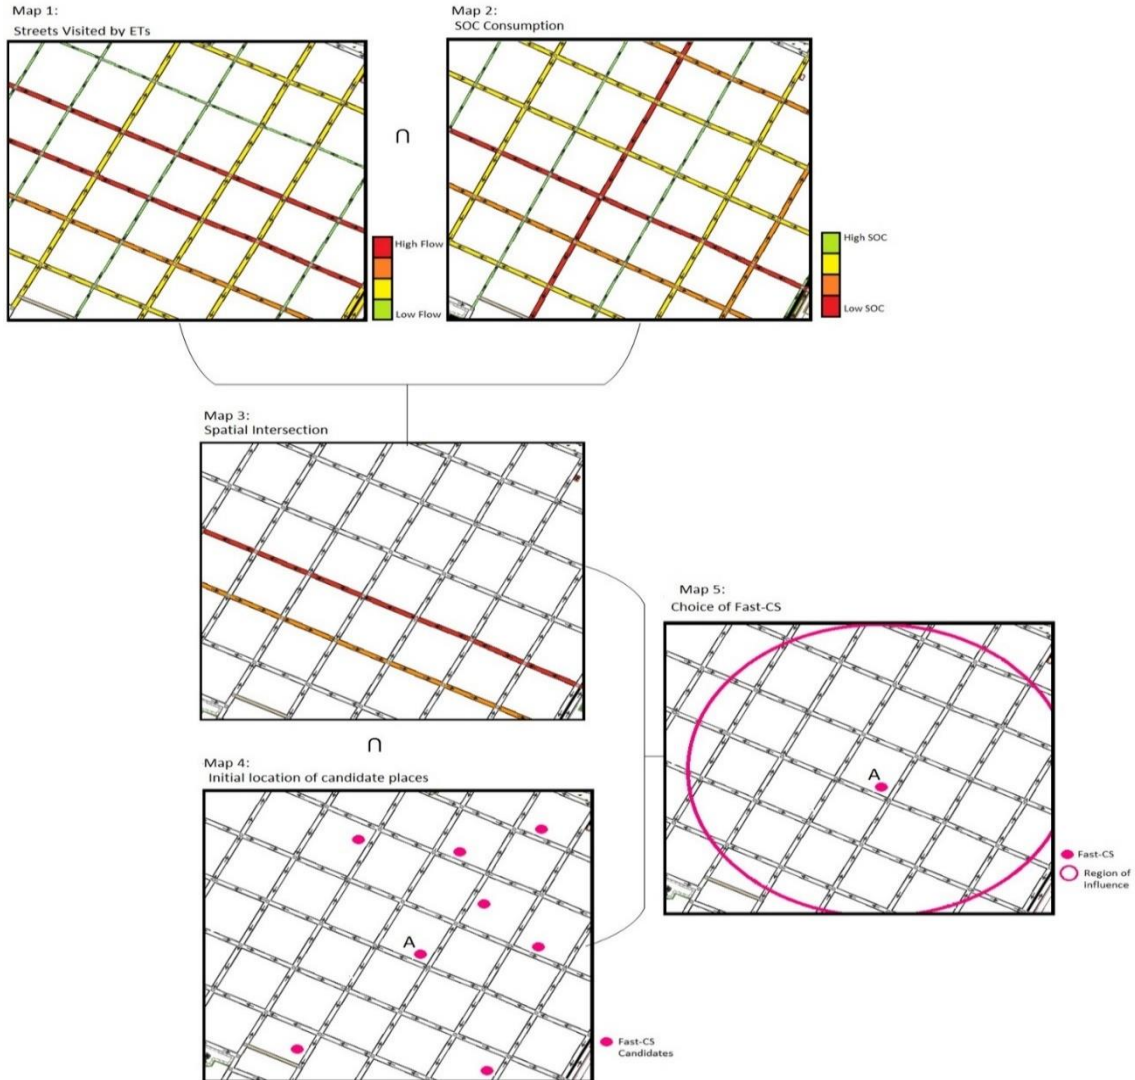 Map 1:
Streets Visited by ETs
Map 2:
SOC Consumption
∩
High Flow
Low Flow
High SOC
Low SOC
Map 3:
Spatial Intersection
∩
Map 4:
Initial location of candidate places
A
Fast-CS
Candidates
Map 5:
Choice of Fast-CS
A
Fast-CS
Region of
Influence